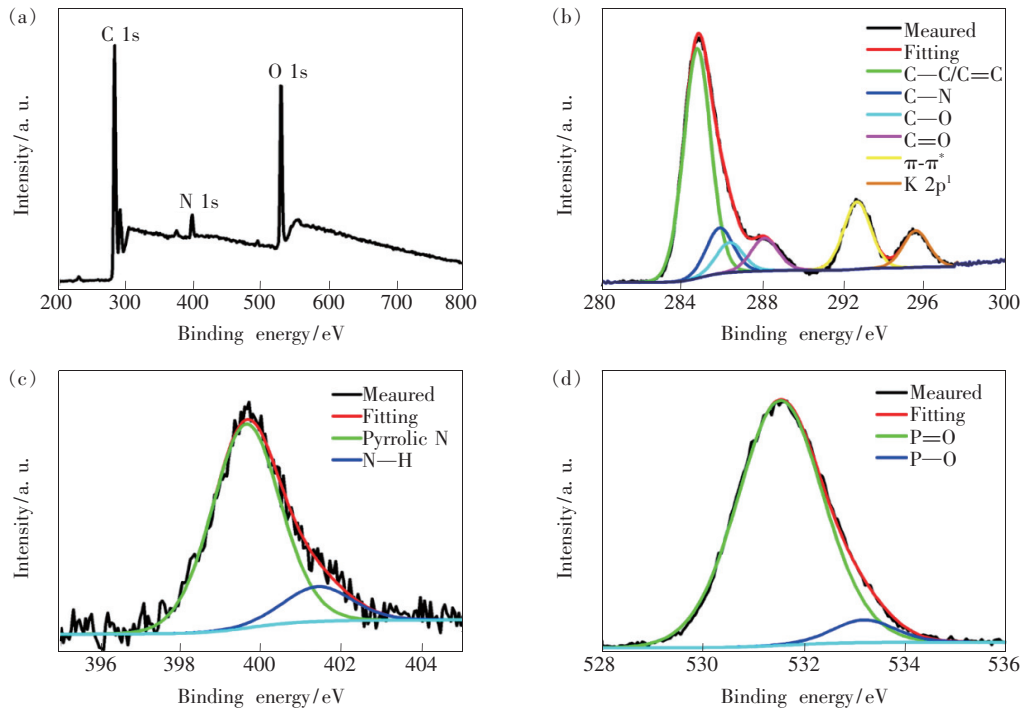 (a)
C 1s
N 1s
O 1s
Intensity/a. u.
200 300 400 500 600 700 800
Binding energy/eV
(b)
Meaured
Fitting
C—C/C=C
C—N
C—O
C=O
π-π*
K 2p¹
Intensity/a. u.
280 284 288 292 296 300
Binding energy/eV
(c)
Meaured
Fitting
Pyrrolic N
N—H
Intensity/a. u.
396 398 400 402 404
Binding energy/eV
(d)
Meaured
Fitting
P=O
P—O
Intensity/a. u.
528 530 532 534 536
Binding energy/eV